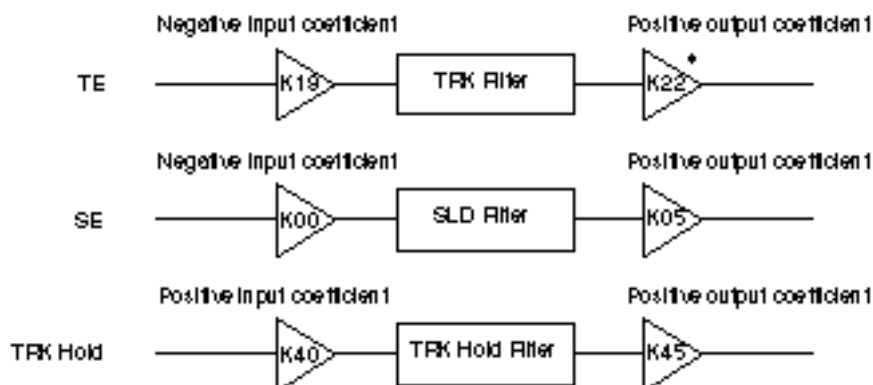 Negative input coefficient Positive output coefficient
TE K19 TRK Filter K22 *
Negative input coefficient Positive output coefficient
SE K00 SLD Filter K05
Positive input coefficient Positive output coefficient
TRK Hold K40 TRK Hold Filter K45